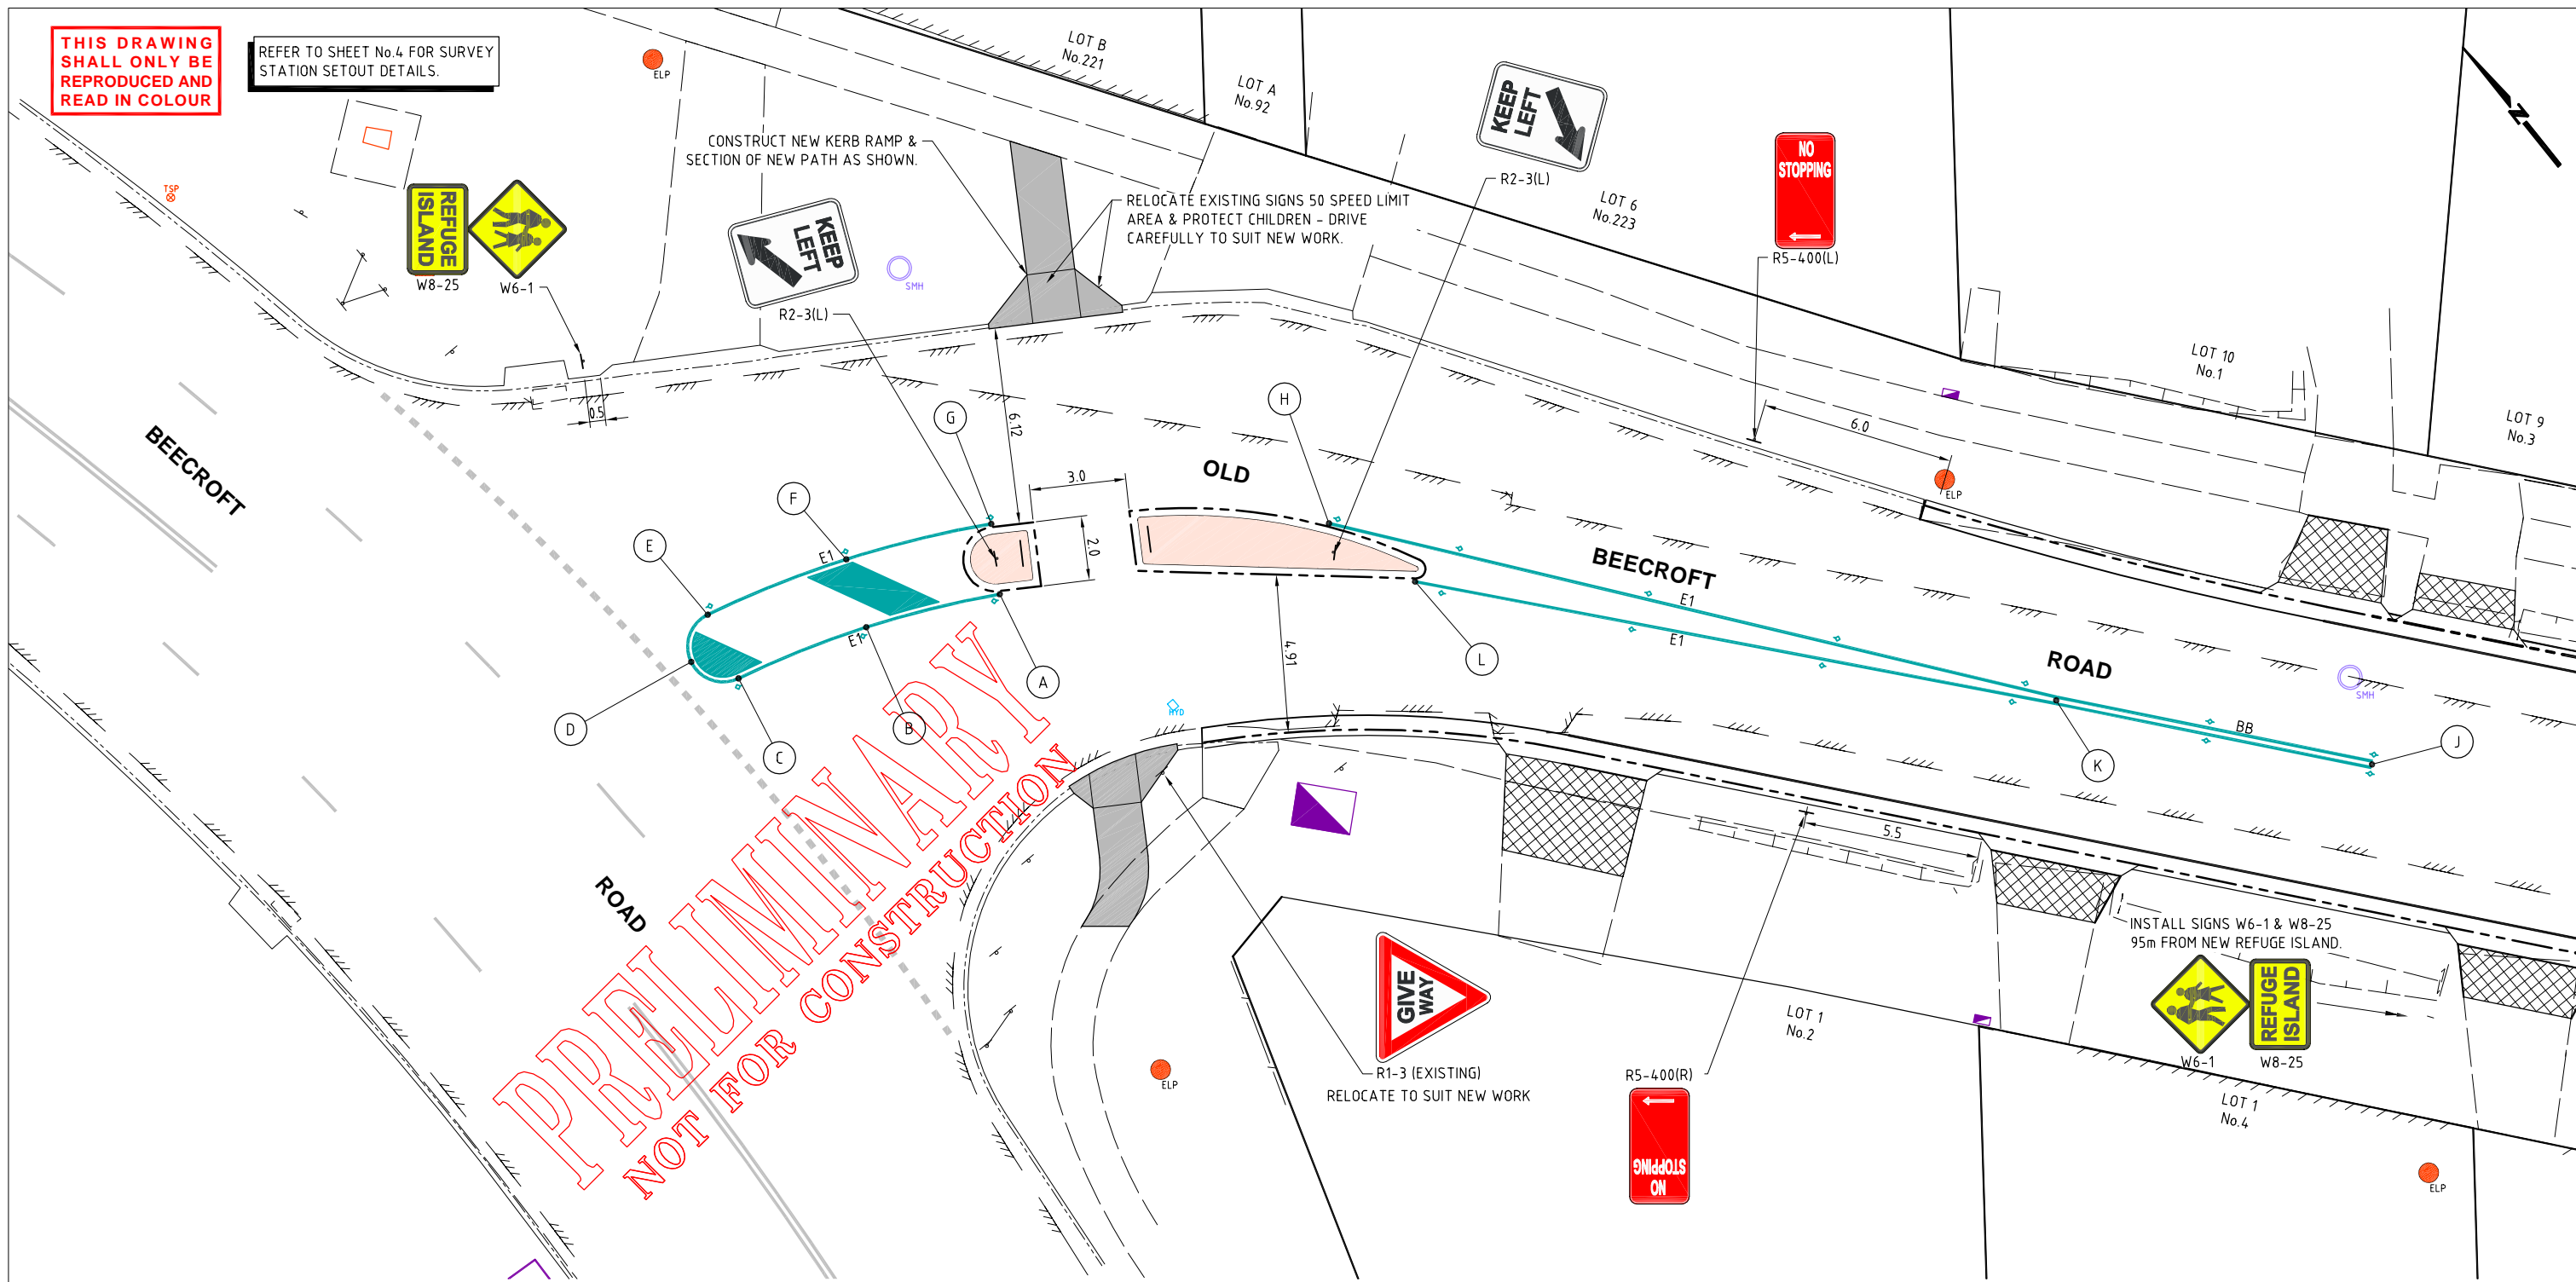 THIS DRAWING
SHALL ONLY BE
REPRODUCED AND
READ IN COLOUR
REFER TO SHEET No.4 FOR SURVEY
STATION SETOUT DETAILS.
ELP
TSP
REFUGE
ISLAND
W8-25
W6-1
CONSTRUCT NEW KERB RAMP &
SECTION OF NEW PATH AS SHOWN.
KEEP
LEFT
R2-3(L)
SMH
RELOCATE EXISTING SIGNS 50 SPEED LIMIT
AREA & PROTECT CHILDREN - DRIVE
CAREFULLY TO SUIT NEW WORK.
LOT B
No.221
LOT A
No.92
KEEP
LEFT
R2-3(L)
LOT 6
No.223
NO
STOPPING
R5-400(L)
LOT 10
No.1
LOT 9
No.3
N
6.0
ELP
0.5
6.12
3.0
2.0
4.91
BEECROFT
ROAD
OLD
BEECROFT
ROAD
G
H
F
E
D
C
B
A
L
K
J
E1
E1
E1
E1
BB
SMH
HYD
PRELIMINARY
NOT FOR CONSTRUCTION
5.5
INSTALL SIGNS W6-1 & W8-25
95m FROM NEW REFUGE ISLAND.
W6-1
REFUGE
ISLAND
W8-25
GIVE
WAY
R1-3 (EXISTING)
RELOCATE TO SUIT NEW WORK
R5-400(R)
NO
STOPPING
LOT 1
No.2
LOT 1
No.4
ELP
ELP